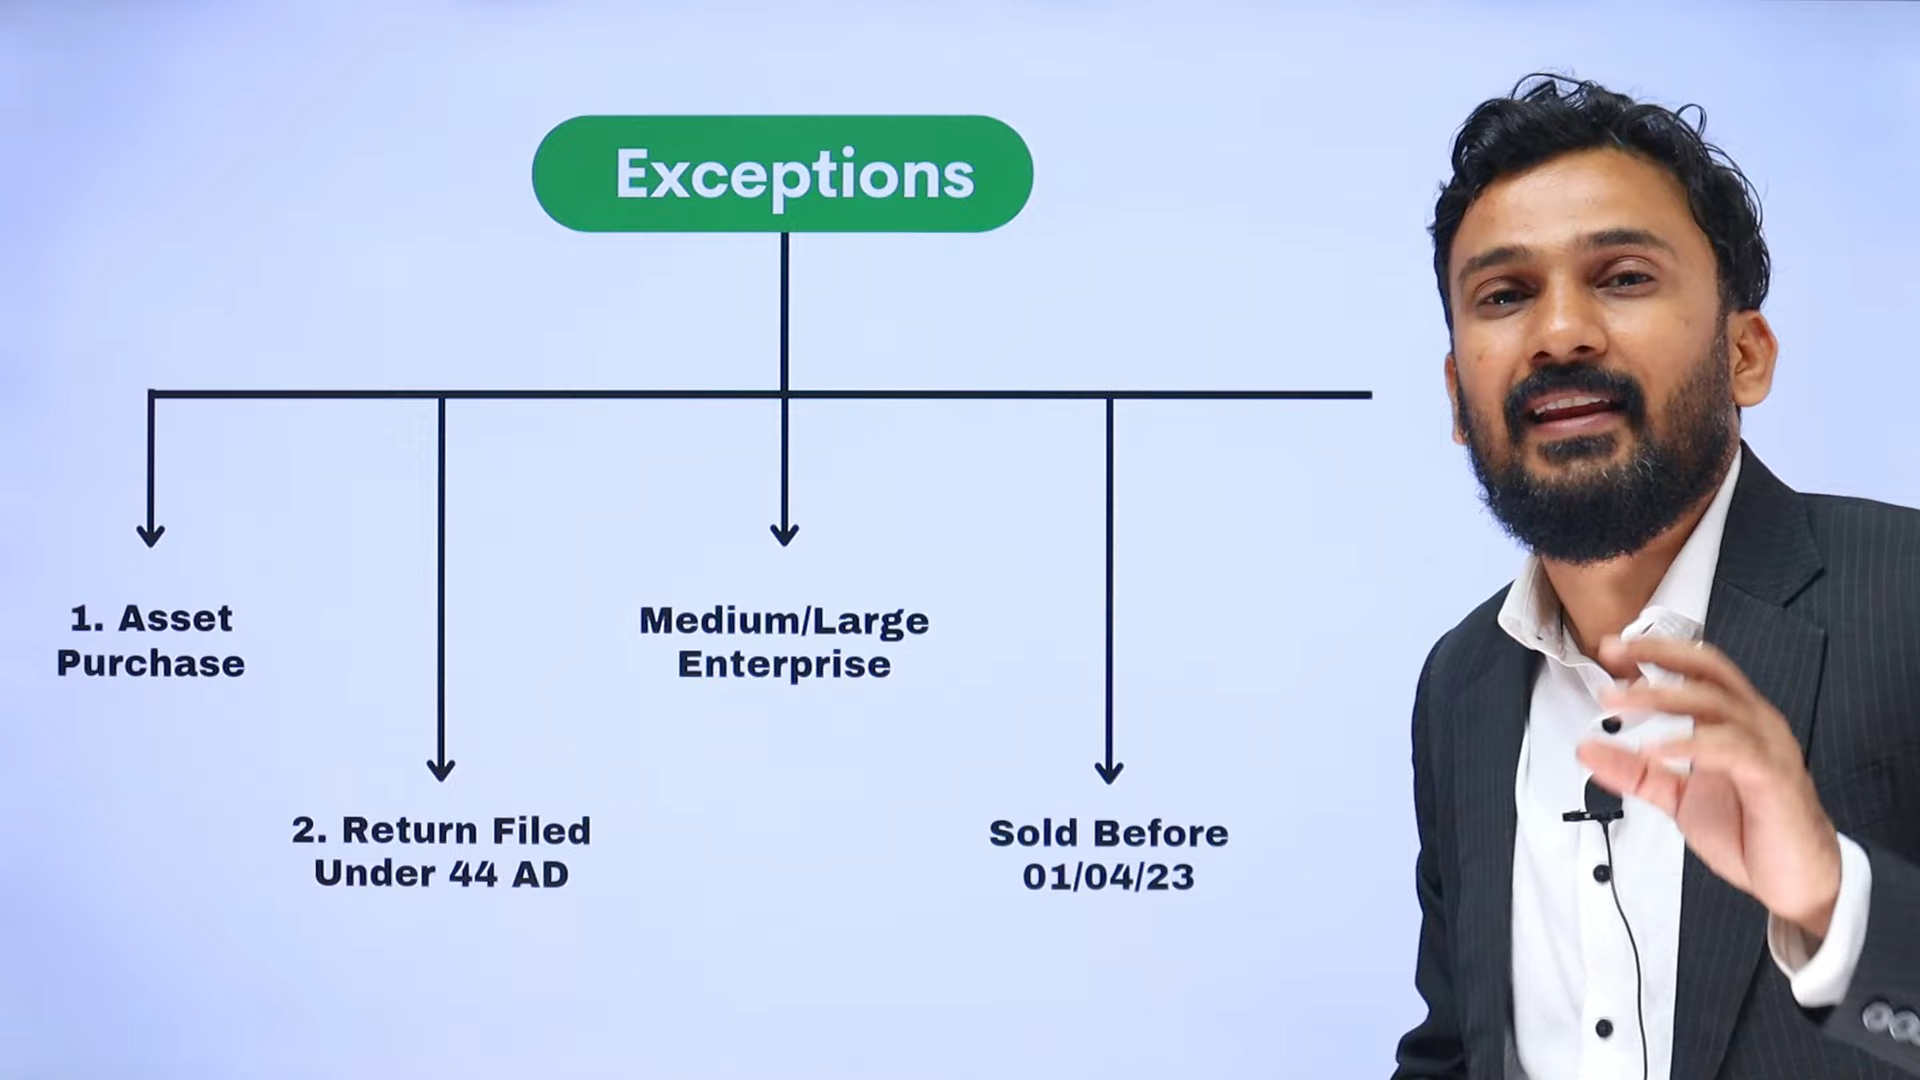 Exceptions
1. Asset
Purchase
2. Return Filed
Under 44 AD
Medium/Large
Enterprise
Sold Before
01/04/23